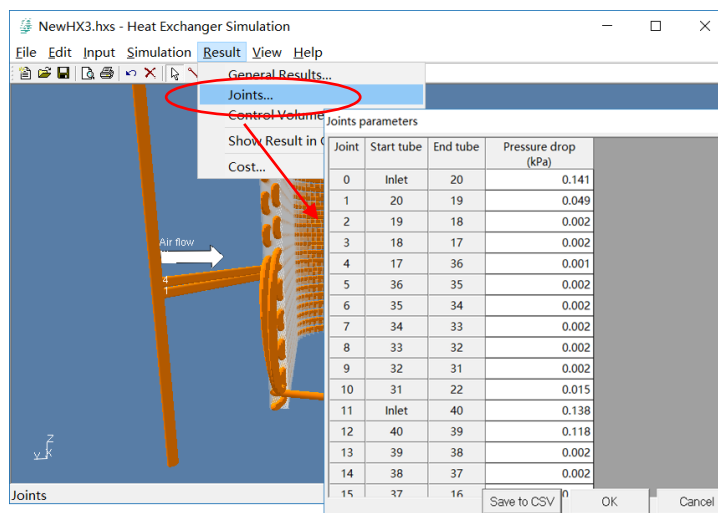 NewHX3.hxs - Heat Exchanger Simulation
File Edit Input Simulation Result View Help
General Results...
Joints...
Control Volume
Show Result in
Cost...
Joints parameters
Joint Start tube End tube Pressure drop
(kPa)
0 Inlet 20 0.141
1 20 19 0.049
2 19 18 0.002
3 18 17 0.002
4 17 36 0.001
5 36 35 0.002
6 35 34 0.002
7 34 33 0.002
8 33 32 0.002
9 32 31 0.002
10 31 22 0.015
11 Inlet 40 0.138
12 40 39 0.118
13 39 38 0.002
14 38 37 0.002
15 37 16
Air flow
4
1
Z
Y X
Joints
Save to CSV OK Cancel